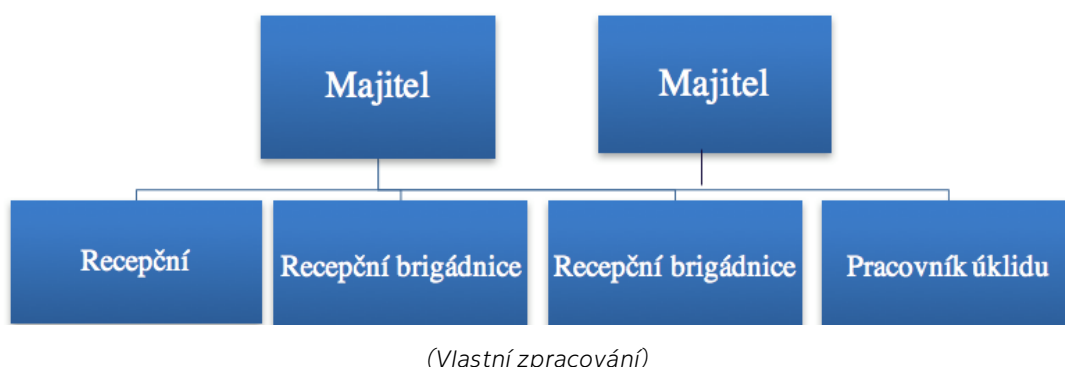 Majitel
Majitel
Recepční
Recepční brigádnice
Recepční brigádnice
Pracovník úklidu
(Vlastní zpracování)